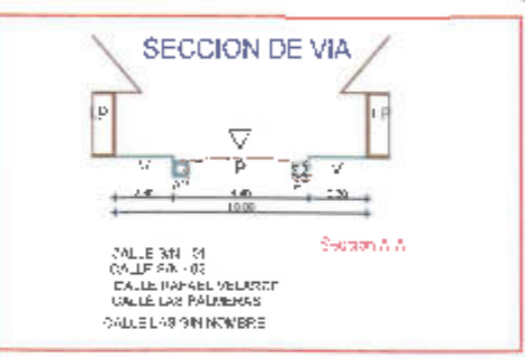 SECCION DE VIA
LP LP
V P V
10.00
Seccion A-A
CALLE S/N - 01
CALLE S/N - 02
CALLE RAFAEL VELARDE
CALLE LAS PALMERAS
CALLE LAS SIN NOMBRE